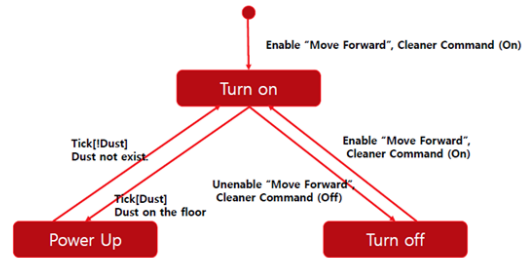 Enable "Move Forward", Cleaner Command (On)
Turn on
Tick[!Dust]
Dust not exist.
Enable "Move Forward",
Cleaner Command (On)
Tick[Dust]
Dust on the floor
Unenable "Move Forward",
Cleaner Command (Off)
Power Up
Turn off